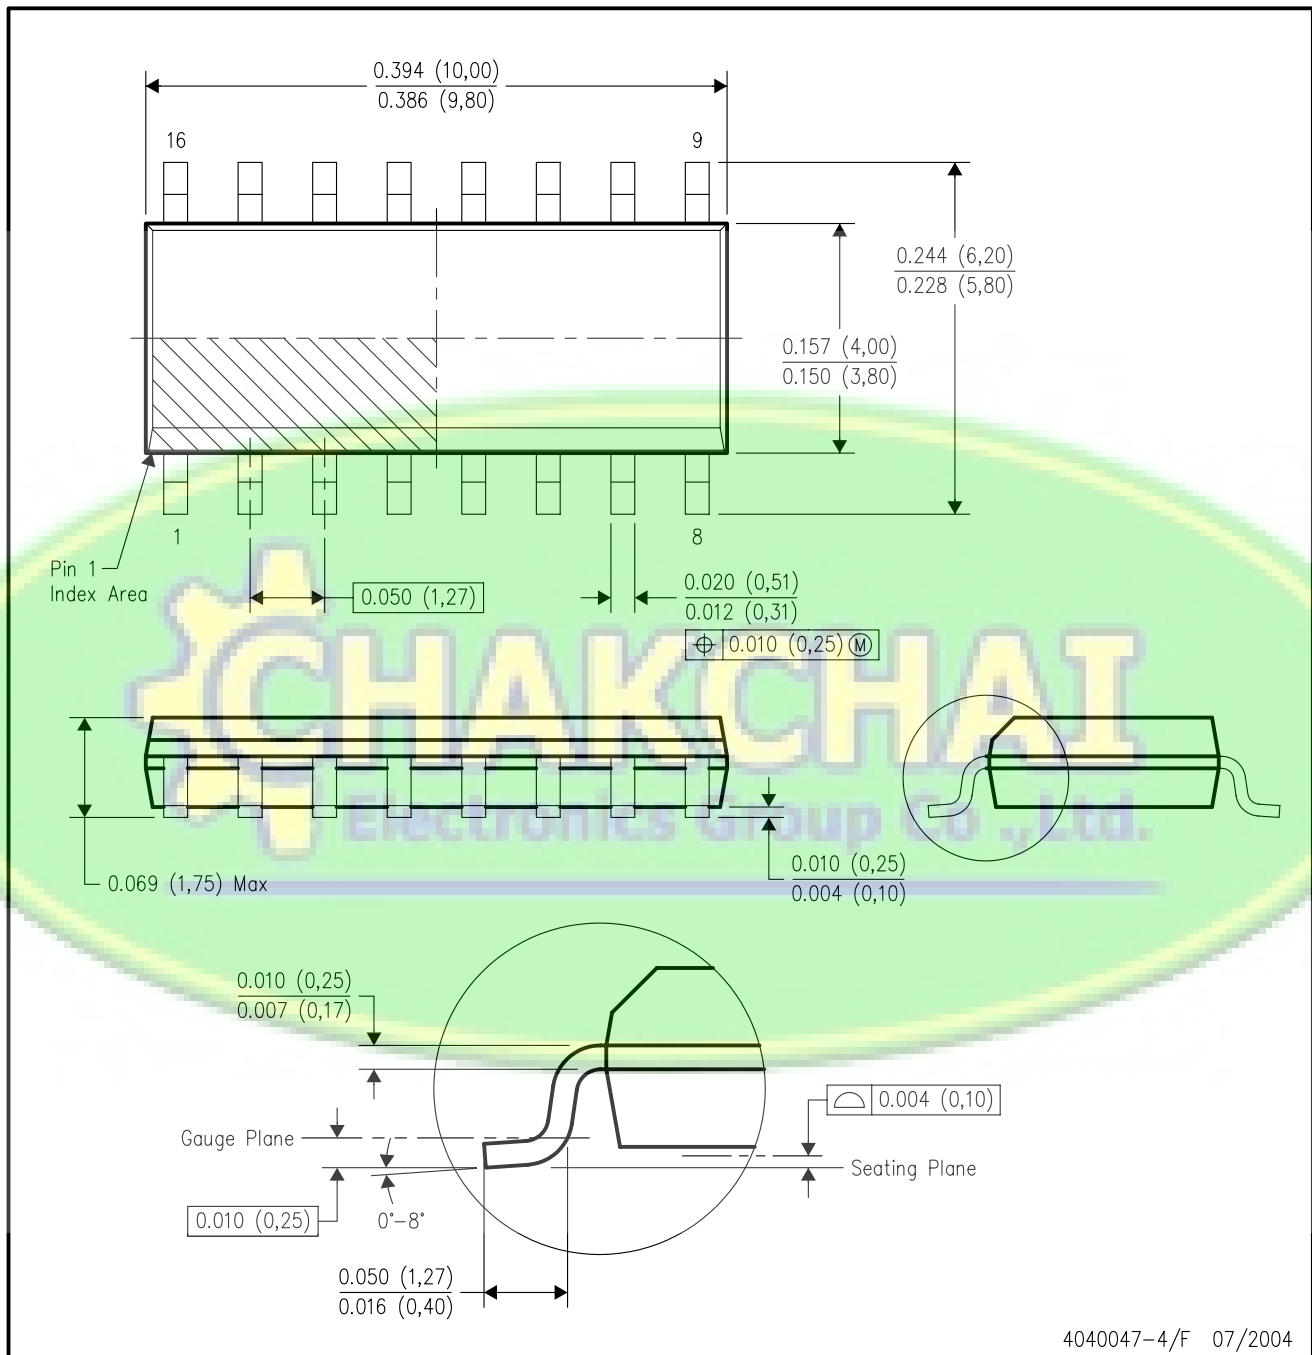 0.394 (10,00)
0.386 (9,80)
16
9
0.244 (6,20)
0.228 (5,80)
0.157 (4,00)
0.150 (3,80)
1
8
Pin 1
Index Area
0.050 (1,27)
0.020 (0,51)
0.012 (0,31)
0.010 (0,25) Ⓜ
CHAKCHAI
Electronics Group Co .,Ltd.
0.069 (1,75) Max
0.010 (0,25)
0.004 (0,10)
0.010 (0,25)
0.007 (0,17)
0.004 (0,10)
Gauge Plane
Seating Plane
0.010 (0,25)
0°-8°
0.050 (1,27)
0.016 (0,40)
4040047-4/F 07/2004